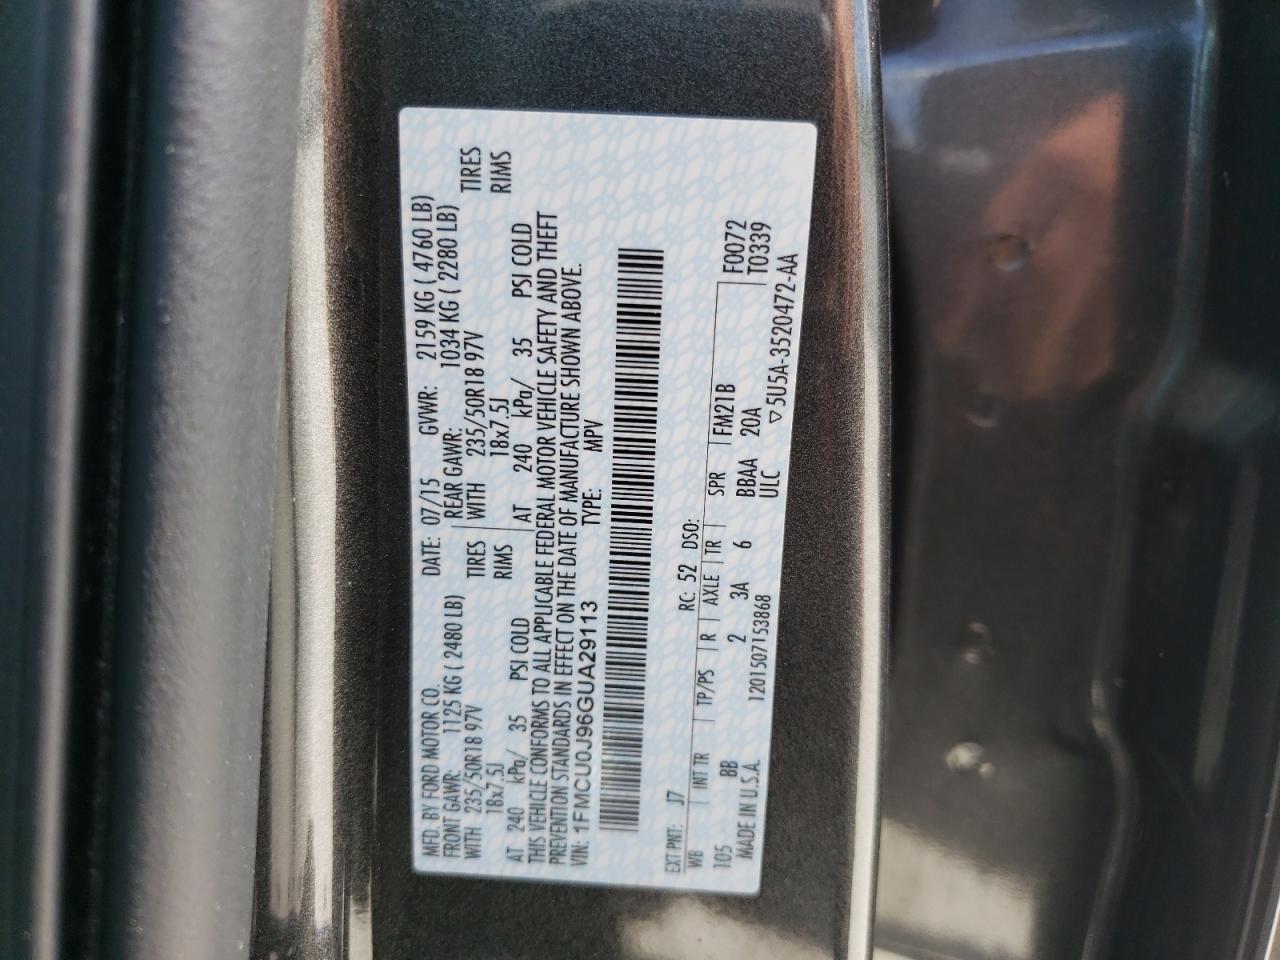 MFD. BY FORD MOTOR CO. DATE: 07/15 GVWR: 2159 KG ( 4760 LB)
FRONT GAWR: 1125 KG ( 2480 LB) REAR GAWR: 1034 KG ( 2280 LB)
WITH 235/50R18 97V TIRES WITH 235/50R18 97V TIRES
18x7.5J RIMS 18x7.5J RIMS
AT 240 kPa/ 35 PSI COLD AT 240 kPa/ 35 PSI COLD
THIS VEHICLE CONFORMS TO ALL APPLICABLE FEDERAL MOTOR VEHICLE SAFETY AND THEFT
PREVENTION STANDARDS IN EFFECT ON THE DATE OF MANUFACTURE SHOWN ABOVE.
VIN: 1FMCU0J96GUA29113 TYPE: MPV
EXT PNT: J7 RC: 52 DSO:
WB INT TR TP/PS R AXLE TR SPR FM21B F0072
105 8B 2 3A 6 BBAA 20A T0339
MADE IN U.S.A. 1201507153868 ULC ▽5U5A-3520472-AA